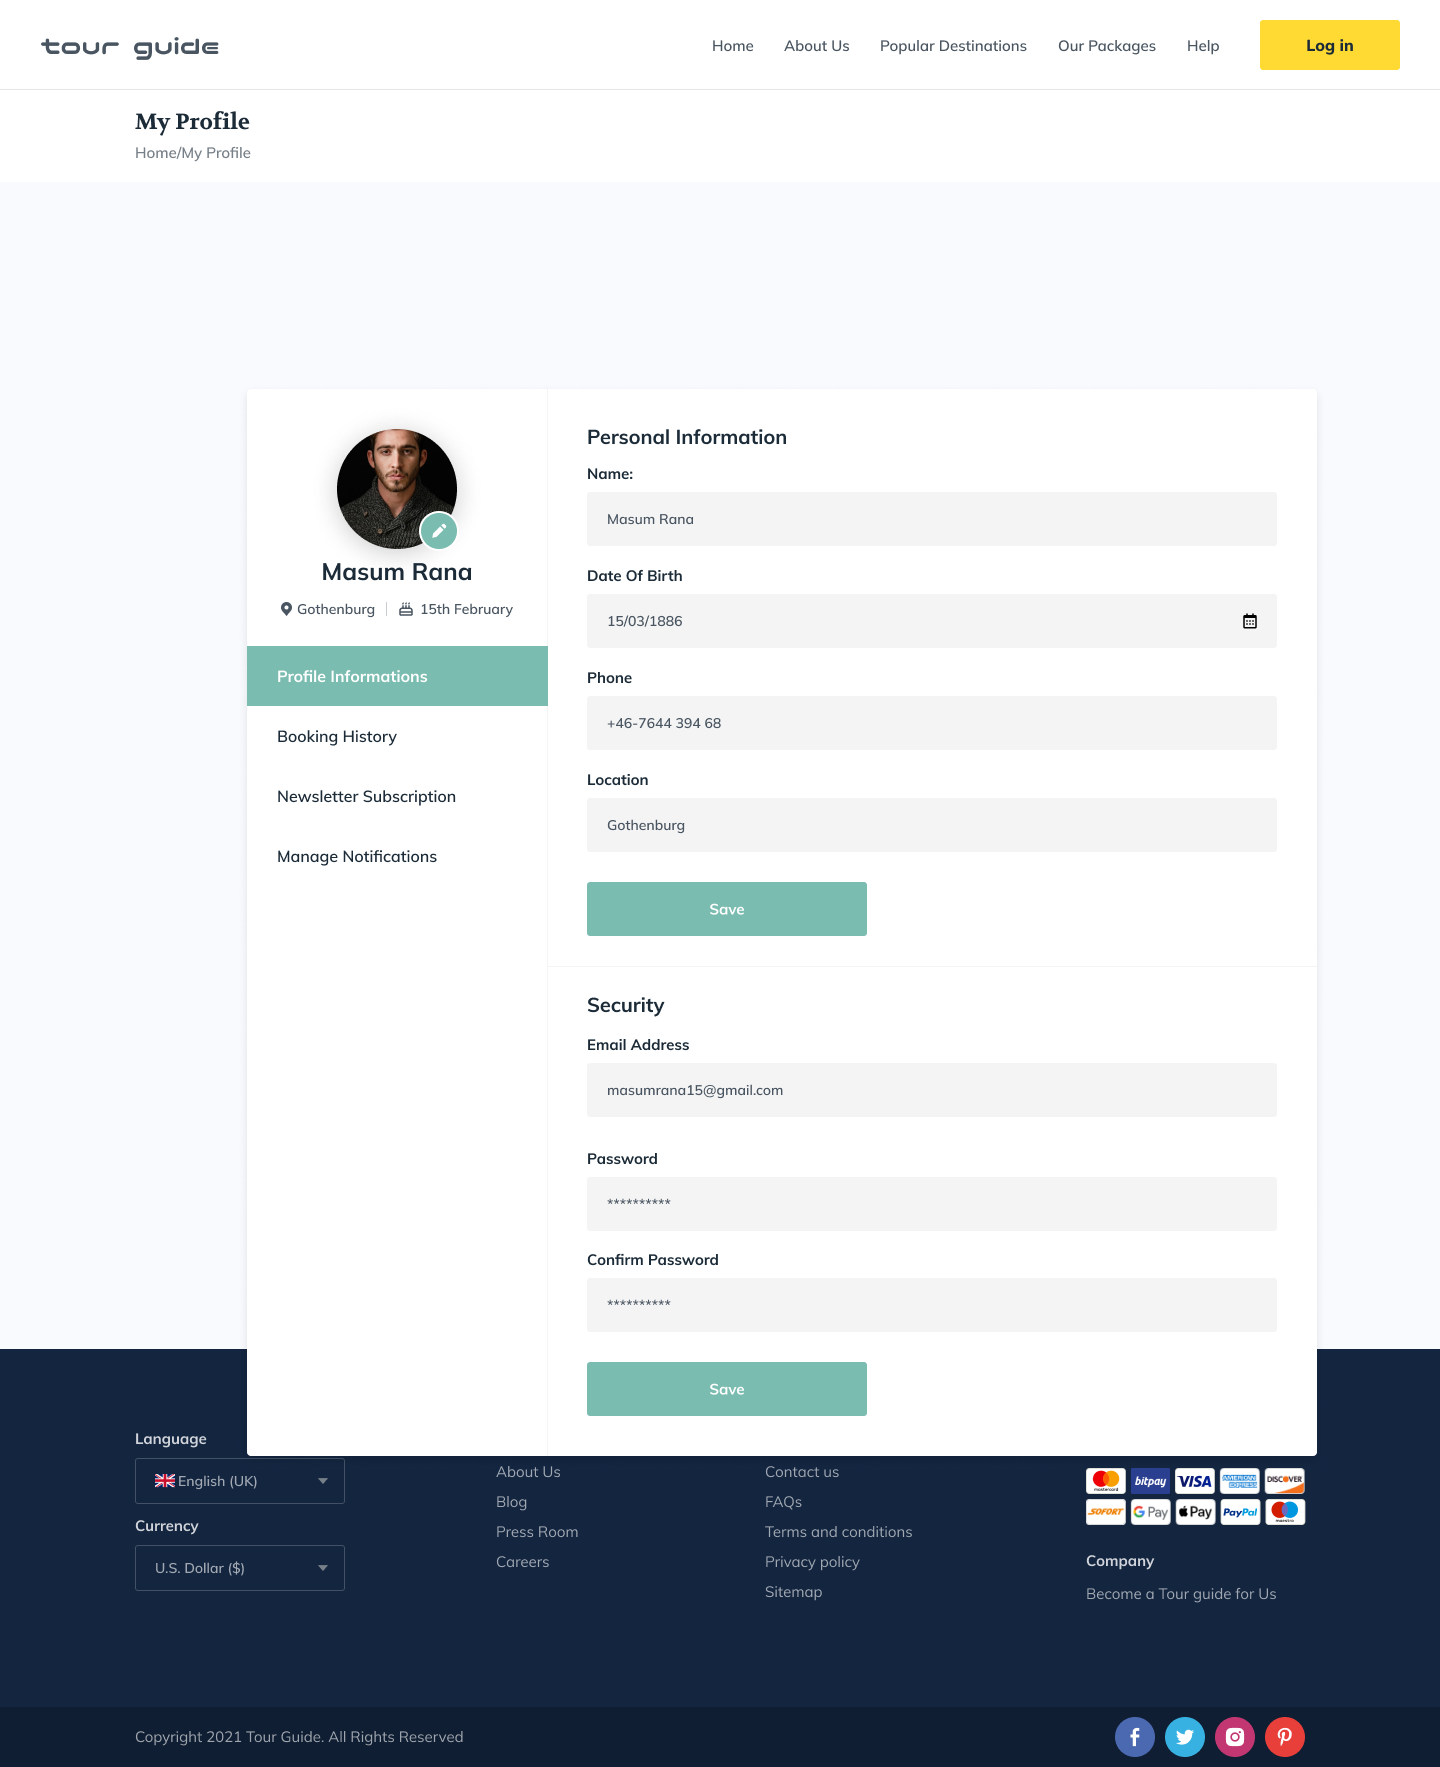 tour guide
Home About Us Popular Destinations Our Packages Help Log in
My Profile
Home/My Profile
Masum Rana
Gothenburg 15th February
Profile Informations
Booking History
Newsletter Subscription
Manage Notifications
Personal Information
Name:
Masum Rana
Date Of Birth
15/03/1886
Phone
+46-7644 394 68
Location
Gothenburg
Save
Security
Email Address
masumrana15@gmail.com
Password
**********
Confirm Password
**********
Save
Language
English (UK)
Currency
U.S. Dollar ($)
About Us
Blog
Press Room
Careers
Contact us
FAQs
Terms and conditions
Privacy policy
Sitemap
mastercard bitpay VISA AMERICAN EXPRESS DISCOVER
SOFORT G Pay Pay PayPal maestro
Company
Become a Tour guide for Us
Copyright 2021 Tour Guide. All Rights Reserved